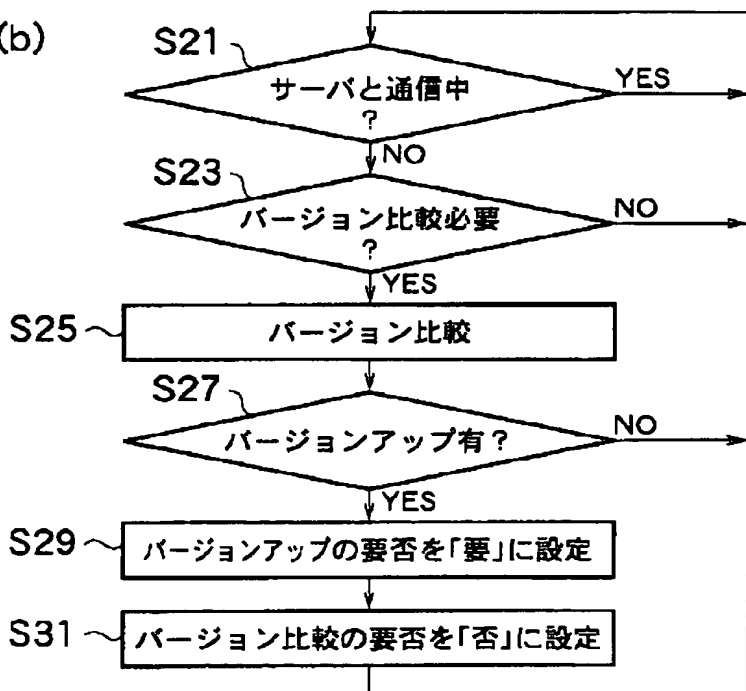 (b)
S21
サーバと通信中
?
YES
NO
S23
バージョン比較必要
?
NO
YES
S25
バージョン比較
S27
バージョンアップ有?
NO
YES
S29
バージョンアップの要否を「要」に設定
S31
バージョン比較の要否を「否」に設定